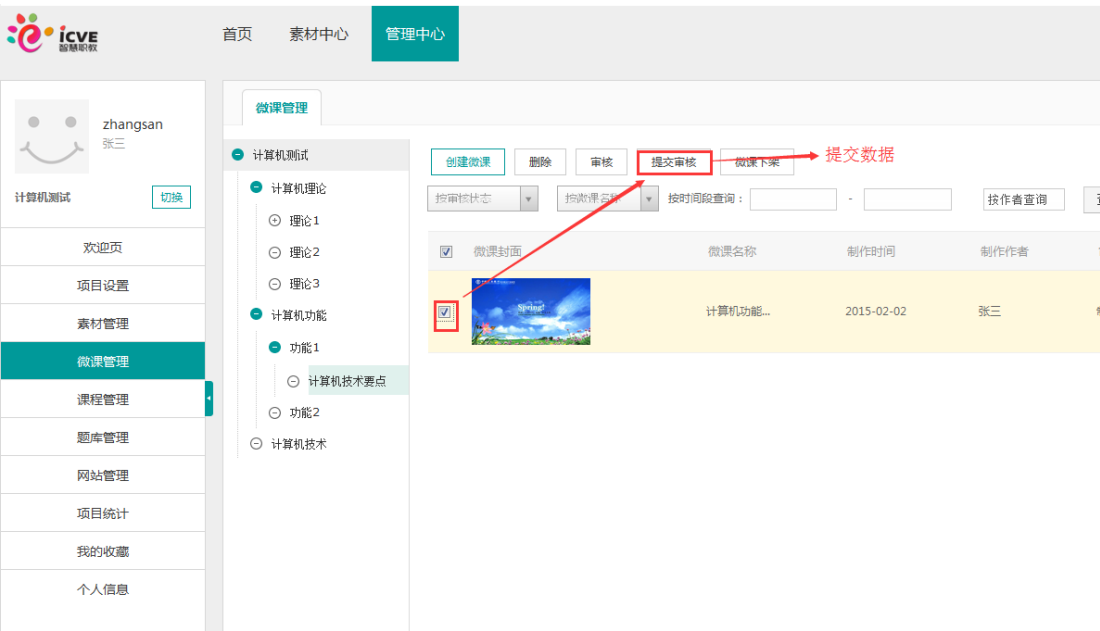 iCVE
智慧职教
首页 素材中心 管理中心
zhangsan
张三
计算机测试 切换
欢迎页
项目设置
素材管理
微课管理
课程管理
题库管理
网站管理
项目统计
我的收藏
个人信息
微课管理
计算机测试
计算机理论
理论1
理论2
理论3
计算机功能
功能1
计算机技术要点
功能2
计算机技术
创建微课 删除 审核 提交审核 微课下架 提交数据
按审核状态 按微课名称 按时间段查询： - 按作者查询
微课封面 微课名称 制作时间 制作作者
Spring!
计算机功能... 2015-02-02 张三